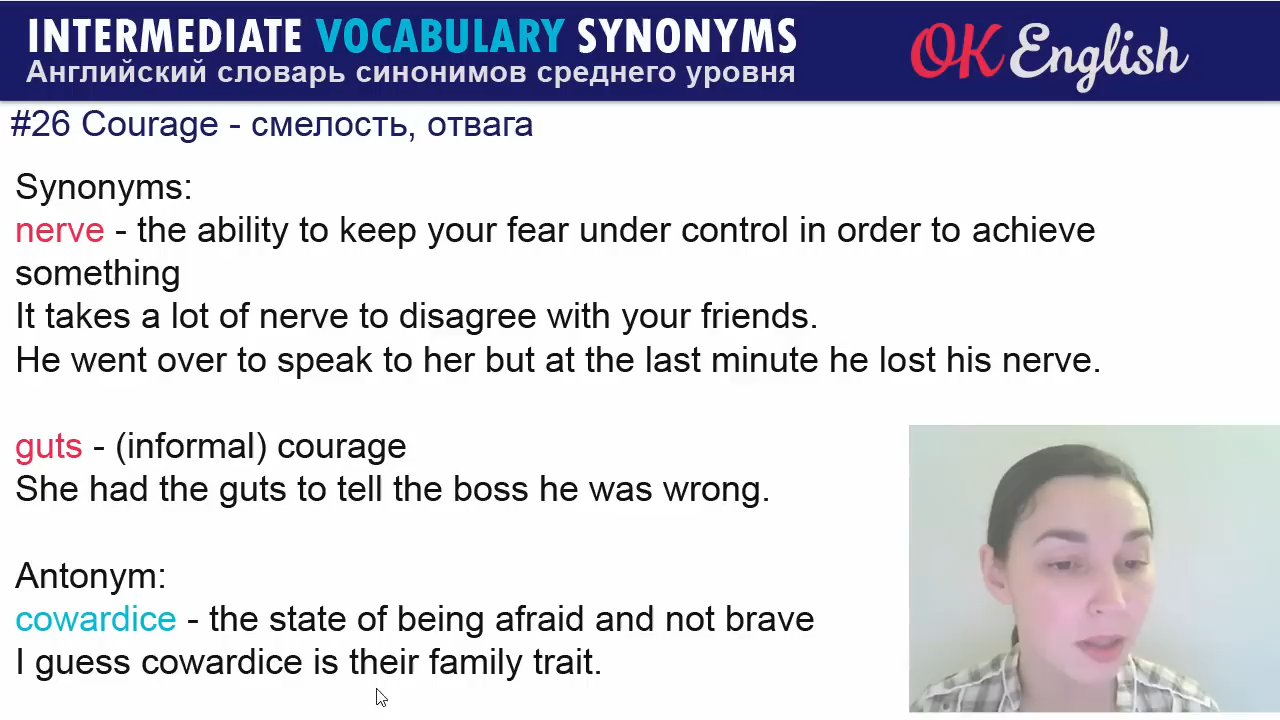 INTERMEDIATE VOCABULARY SYNONYMS
Английский словарь синонимов среднего уровня
OK English
#26 Courage - смелость, отвага
Synonyms:
nerve - the ability to keep your fear under control in order to achieve
something
It takes a lot of nerve to disagree with your friends.
He went over to speak to her but at the last minute he lost his nerve.
guts - (informal) courage
She had the guts to tell the boss he was wrong.
Antonym:
cowardice - the state of being afraid and not brave
I guess cowardice is their family trait.